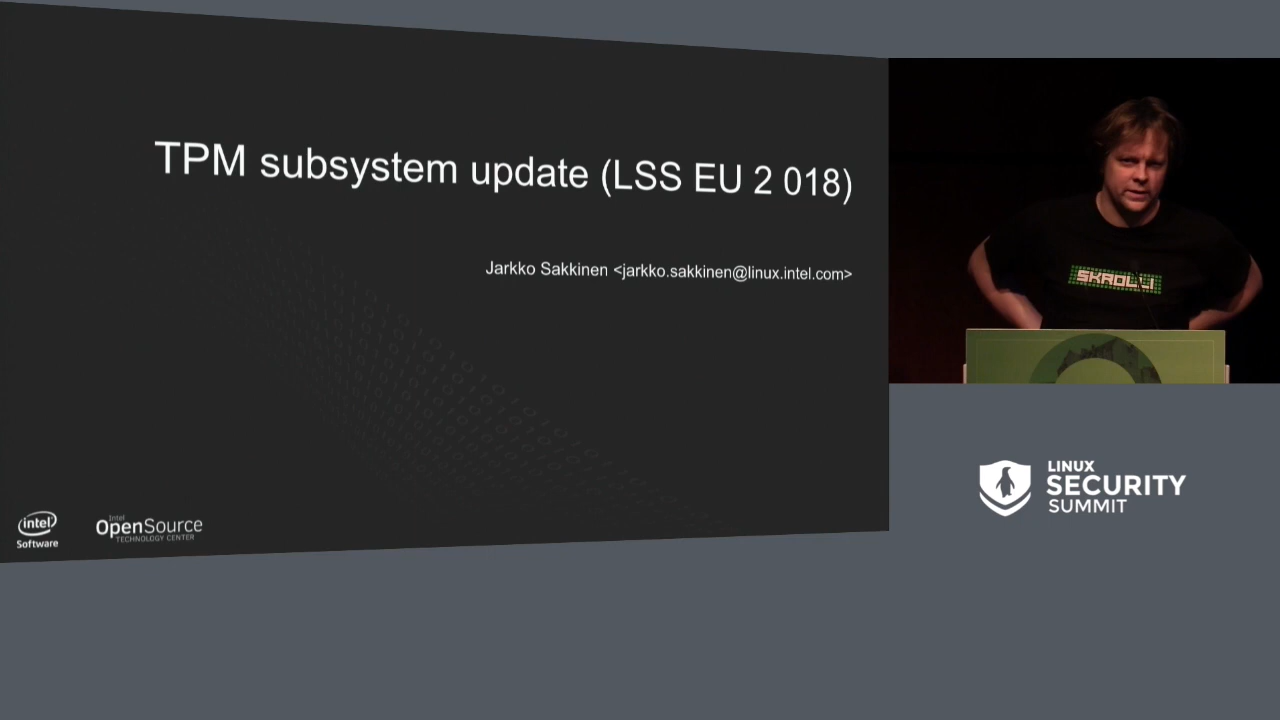 TPM subsystem update (LSS EU 2 018)
Jarkko Sakkinen <jarkko.sakkinen@linux.intel.com>
SKROLLI
intel
Software
Intel
OpenSource
TECHNOLOGY CENTER
LINUX
SECURITY
SUMMIT